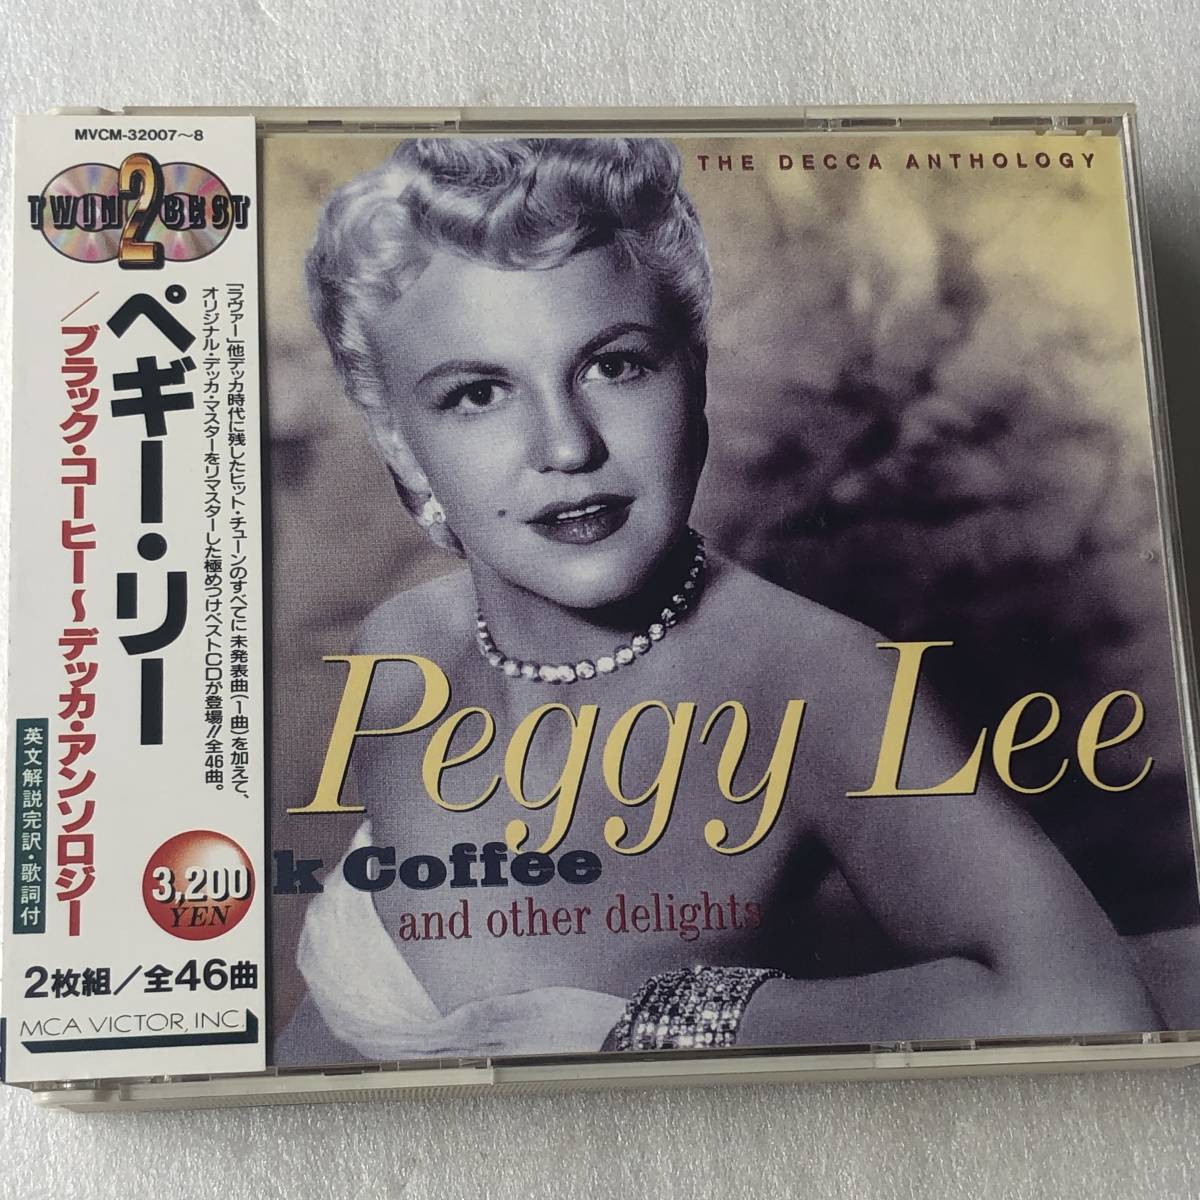 MVCM-32007〜8
TWIN 2 BEST
「ラヴァー」他デッカ時代に残したヒット・チューンのすべてに未発表曲(1曲)を加えて、
オリジナル・デッカ・マスターをリマスターした極めつけベストCDが登場!!全46曲。
ペギー・リー
/ブラック・コーヒー〜デッカ・アンソロジー
英文解説完訳・歌詞付
3,200
YEN
2枚組/全46曲
MCA VICTOR, INC.
THE DECCA ANTHOLOGY
Peggy Lee
k Coffee
and other delights